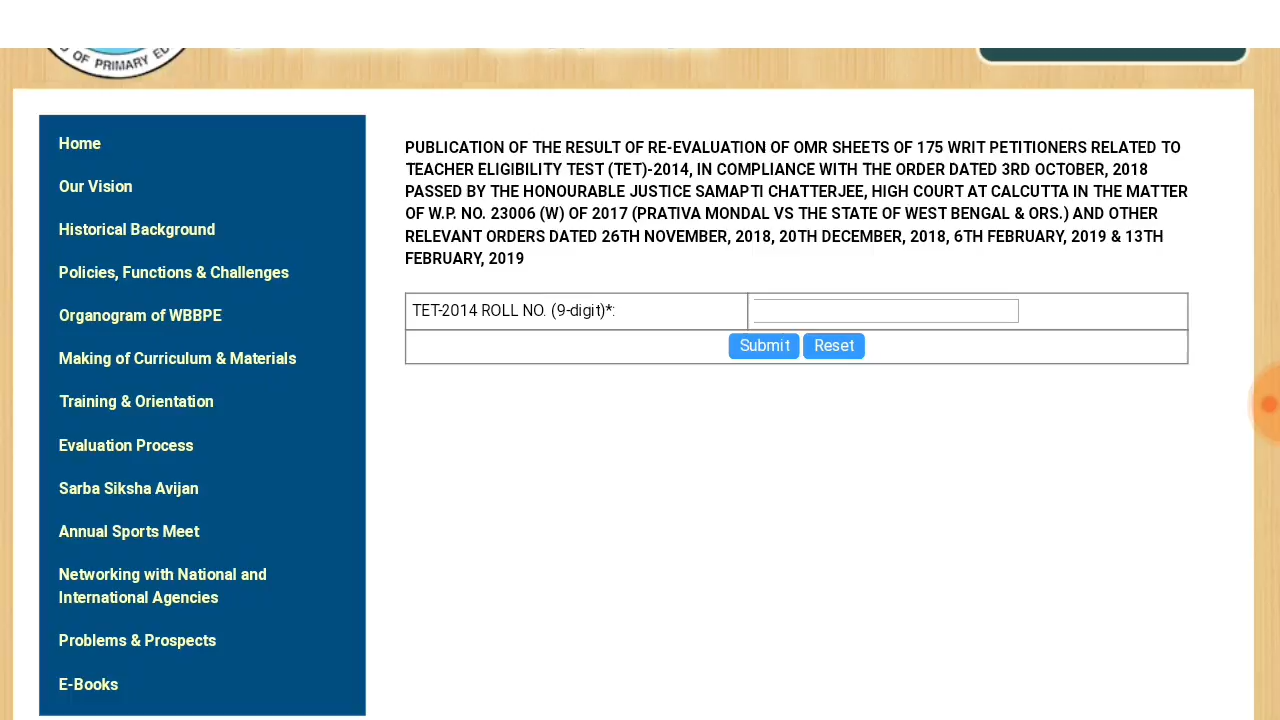 OF PRIMARY
Home
Our Vision
Historical Background
Policies, Functions & Challenges
Organogram of WBBPE
Making of Curriculum & Materials
Training & Orientation
Evaluation Process
Sarba Siksha Avijan
Annual Sports Meet
Networking with National and
International Agencies
Problems & Prospects
E-Books
PUBLICATION OF THE RESULT OF RE-EVALUATION OF OMR SHEETS OF 175 WRIT PETITIONERS RELATED TO
TEACHER ELIGIBILITY TEST (TET)-2014, IN COMPLIANCE WITH THE ORDER DATED 3RD OCTOBER, 2018
PASSED BY THE HONOURABLE JUSTICE SAMAPTI CHATTERJEE, HIGH COURT AT CALCUTTA IN THE MATTER
OF W.P. NO. 23006 (W) OF 2017 (PRATIVA MONDAL VS THE STATE OF WEST BENGAL & ORS.) AND OTHER
RELEVANT ORDERS DATED 26TH NOVEMBER, 2018, 20TH DECEMBER, 2018, 6TH FEBRUARY, 2019 & 13TH
FEBRUARY, 2019
TET-2014 ROLL NO. (9-digit)*:
Submit Reset